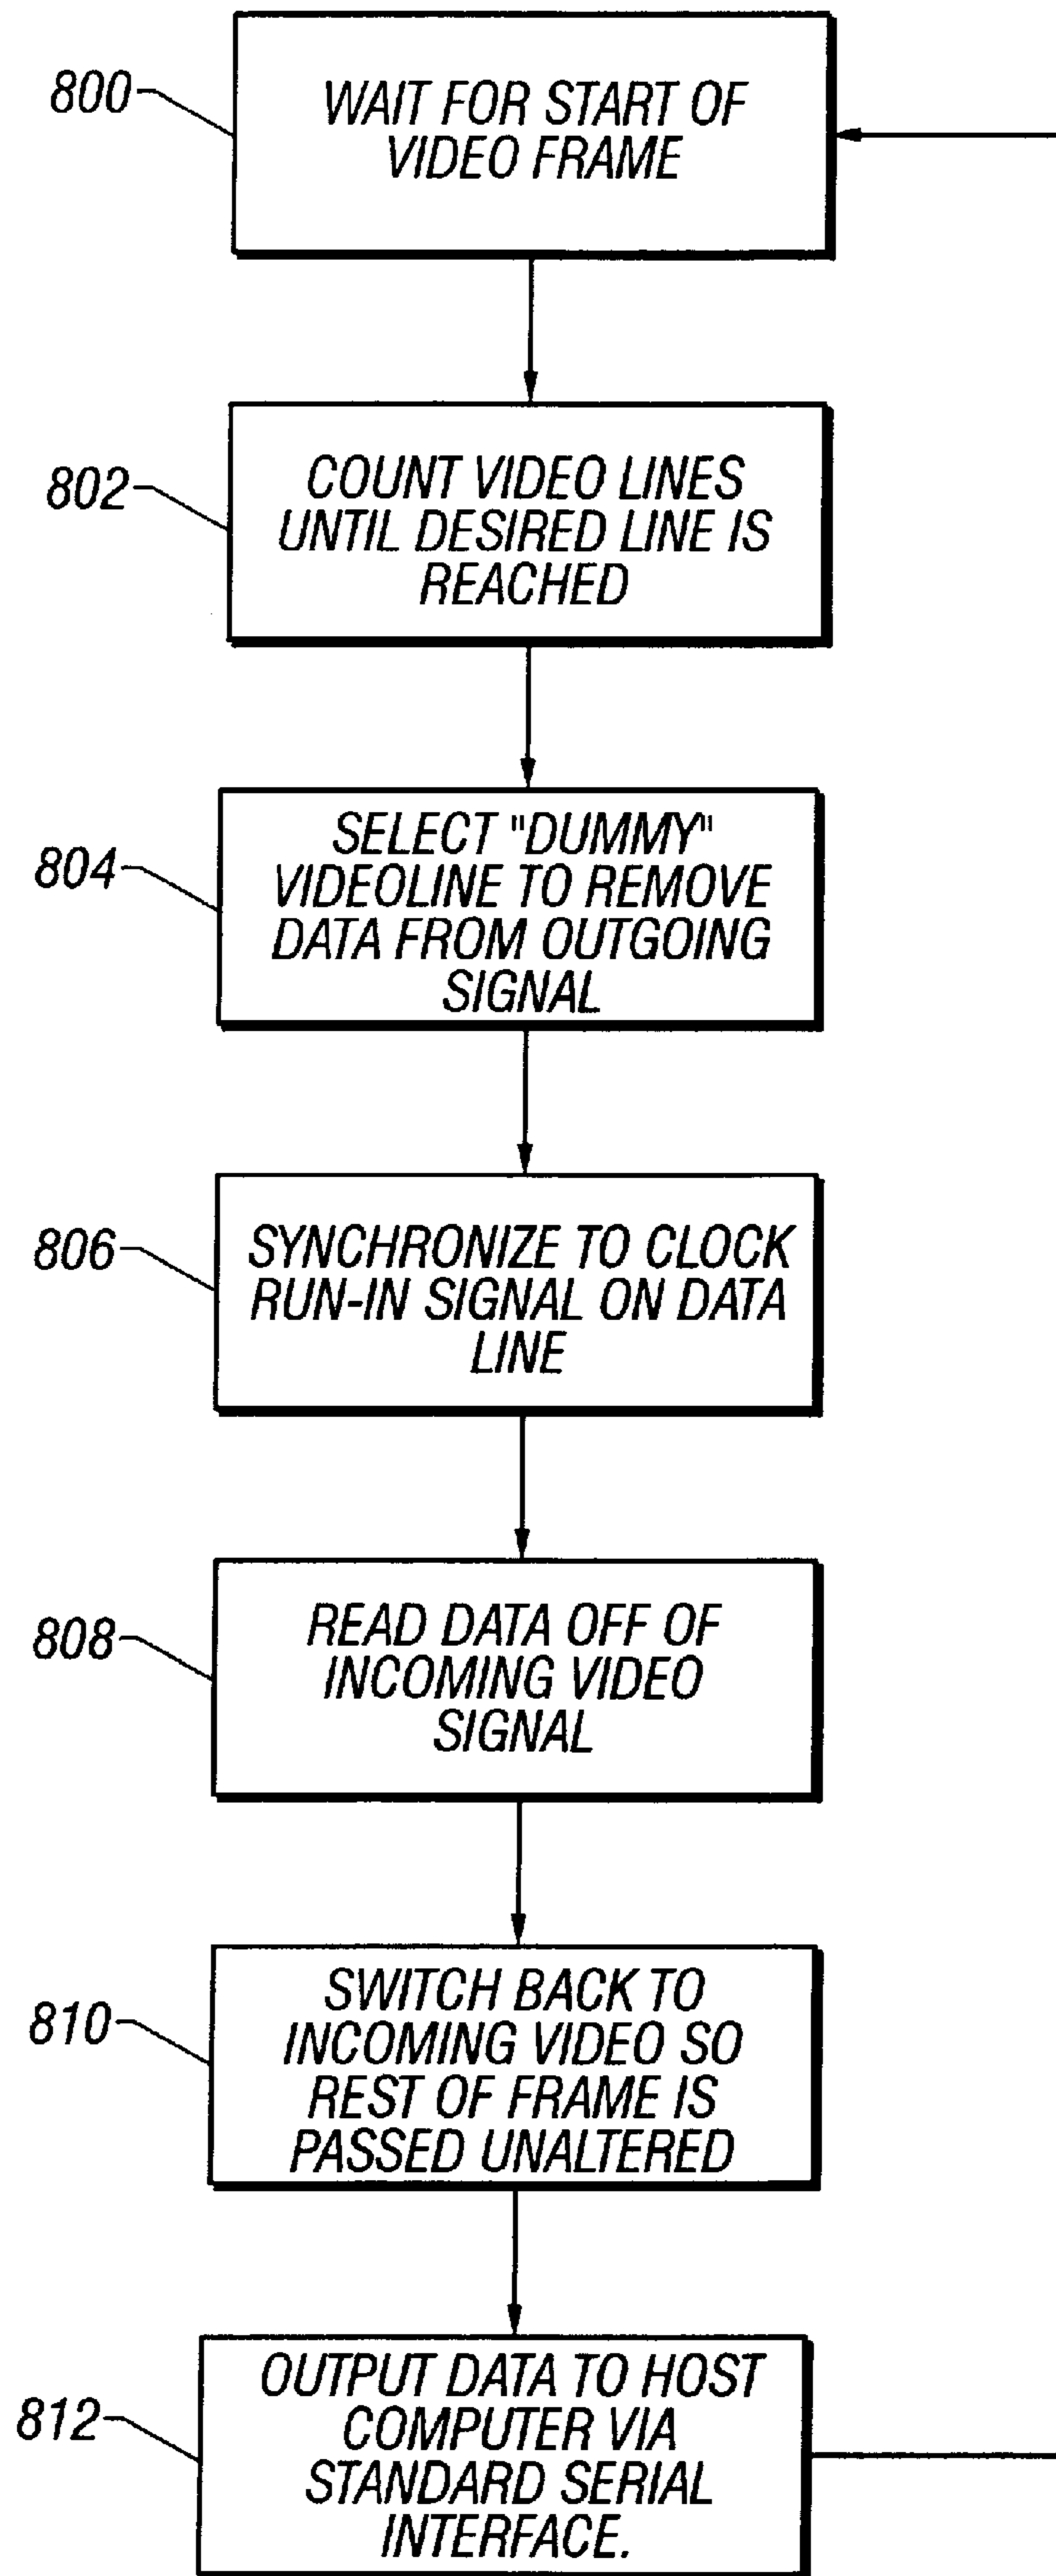 800
WAIT FOR START OF
VIDEO FRAME
802
COUNT VIDEO LINES
UNTIL DESIRED LINE IS
REACHED
804
SELECT "DUMMY"
VIDEOLINE TO REMOVE
DATA FROM OUTGOING
SIGNAL
806
SYNCHRONIZE TO CLOCK
RUN-IN SIGNAL ON DATA
LINE
808
READ DATA OFF OF
INCOMING VIDEO
SIGNAL
810
SWITCH BACK TO
INCOMING VIDEO SO
REST OF FRAME IS
PASSED UNALTERED
812
OUTPUT DATA TO HOST
COMPUTER VIA
STANDARD SERIAL
INTERFACE.